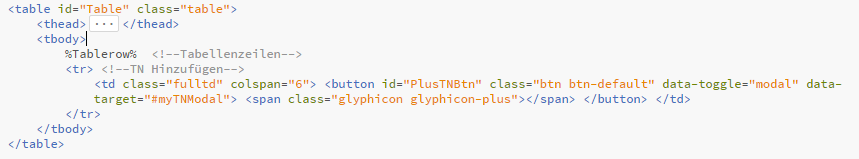 <table id="Table" class="table">
<thead> ... </thead>
<tbody>
%Tablerow% <!--Tabellenzeilen-->
<tr> <!--TN Hinzufügen-->
<td class="fulltd" colspan="6"> <button id="PlusTNBtn" class="btn btn-default" data-toggle="modal" data-
target="#myTNModal"> <span class="glyphicon glyphicon-plus"></span> </button> </td>
</tr>
</tbody>
</table>